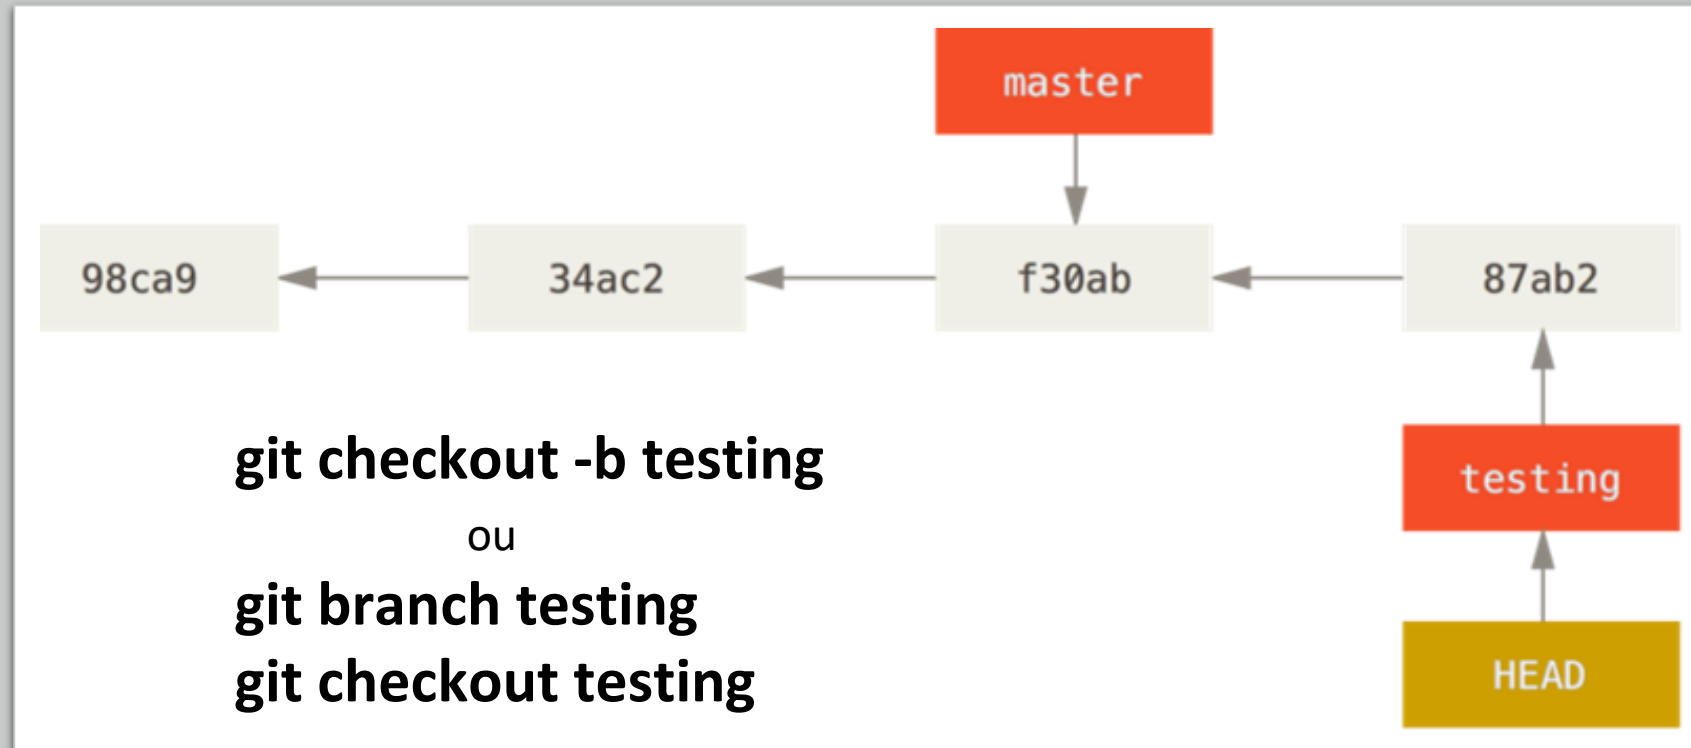 master
98ca9
34ac2
f30ab
87ab2
git checkout -b testing
ou
git branch testing
git checkout testing
testing
HEAD